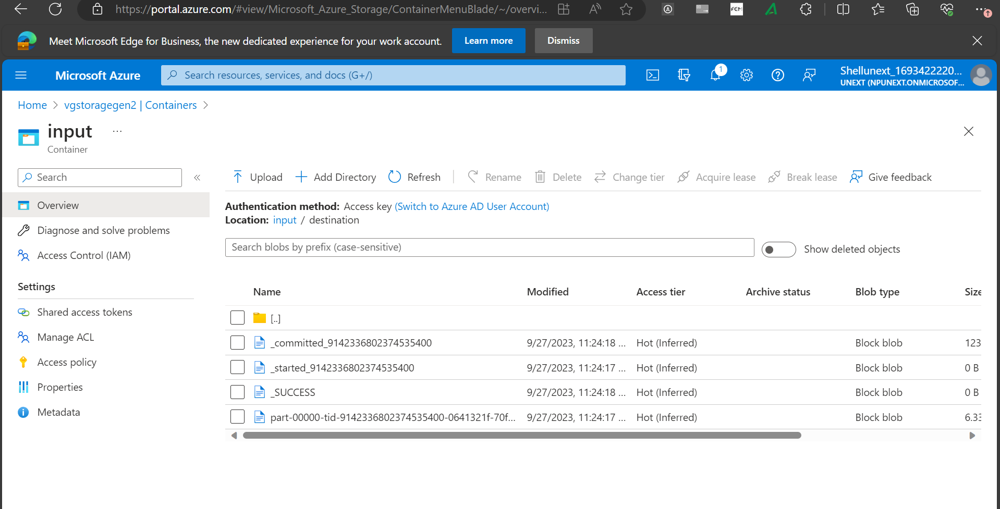 https://portal.azure.com/#view/Microsoft_Azure_Storage/ContainerMenuBlade/~/overvi...
FCM
Meet Microsoft Edge for Business, the new dedicated experience for your work account.
Learn more
Dismiss
Microsoft Azure
Search resources, services, and docs (G+/)
1
Shellunext_1693422220...
UNEXT (NPUNEXT.ONMICROSOF...
Home > vgstoragegen2 | Containers >
input ...
Container
Search
Upload
Add Directory
Refresh
Rename
Delete
Change tier
Acquire lease
Break lease
Give feedback
Overview
Diagnose and solve problems
Access Control (IAM)
Settings
Shared access tokens
Manage ACL
Access policy
Properties
Metadata
Authentication method: Access key (Switch to Azure AD User Account)
Location: input / destination
Search blobs by prefix (case-sensitive)
Show deleted objects
Name Modified Access tier Archive status Blob type Size
[..]
_committed_9142336802374535400 9/27/2023, 11:24:18 ... Hot (Inferred) Block blob 123
_started_9142336802374535400 9/27/2023, 11:24:17 ... Hot (Inferred) Block blob 0 B
_SUCCESS 9/27/2023, 11:24:18 ... Hot (Inferred) Block blob 0 B
part-00000-tid-9142336802374535400-0641321f-70f... 9/27/2023, 11:24:17 ... Hot (Inferred) Block blob 6.33